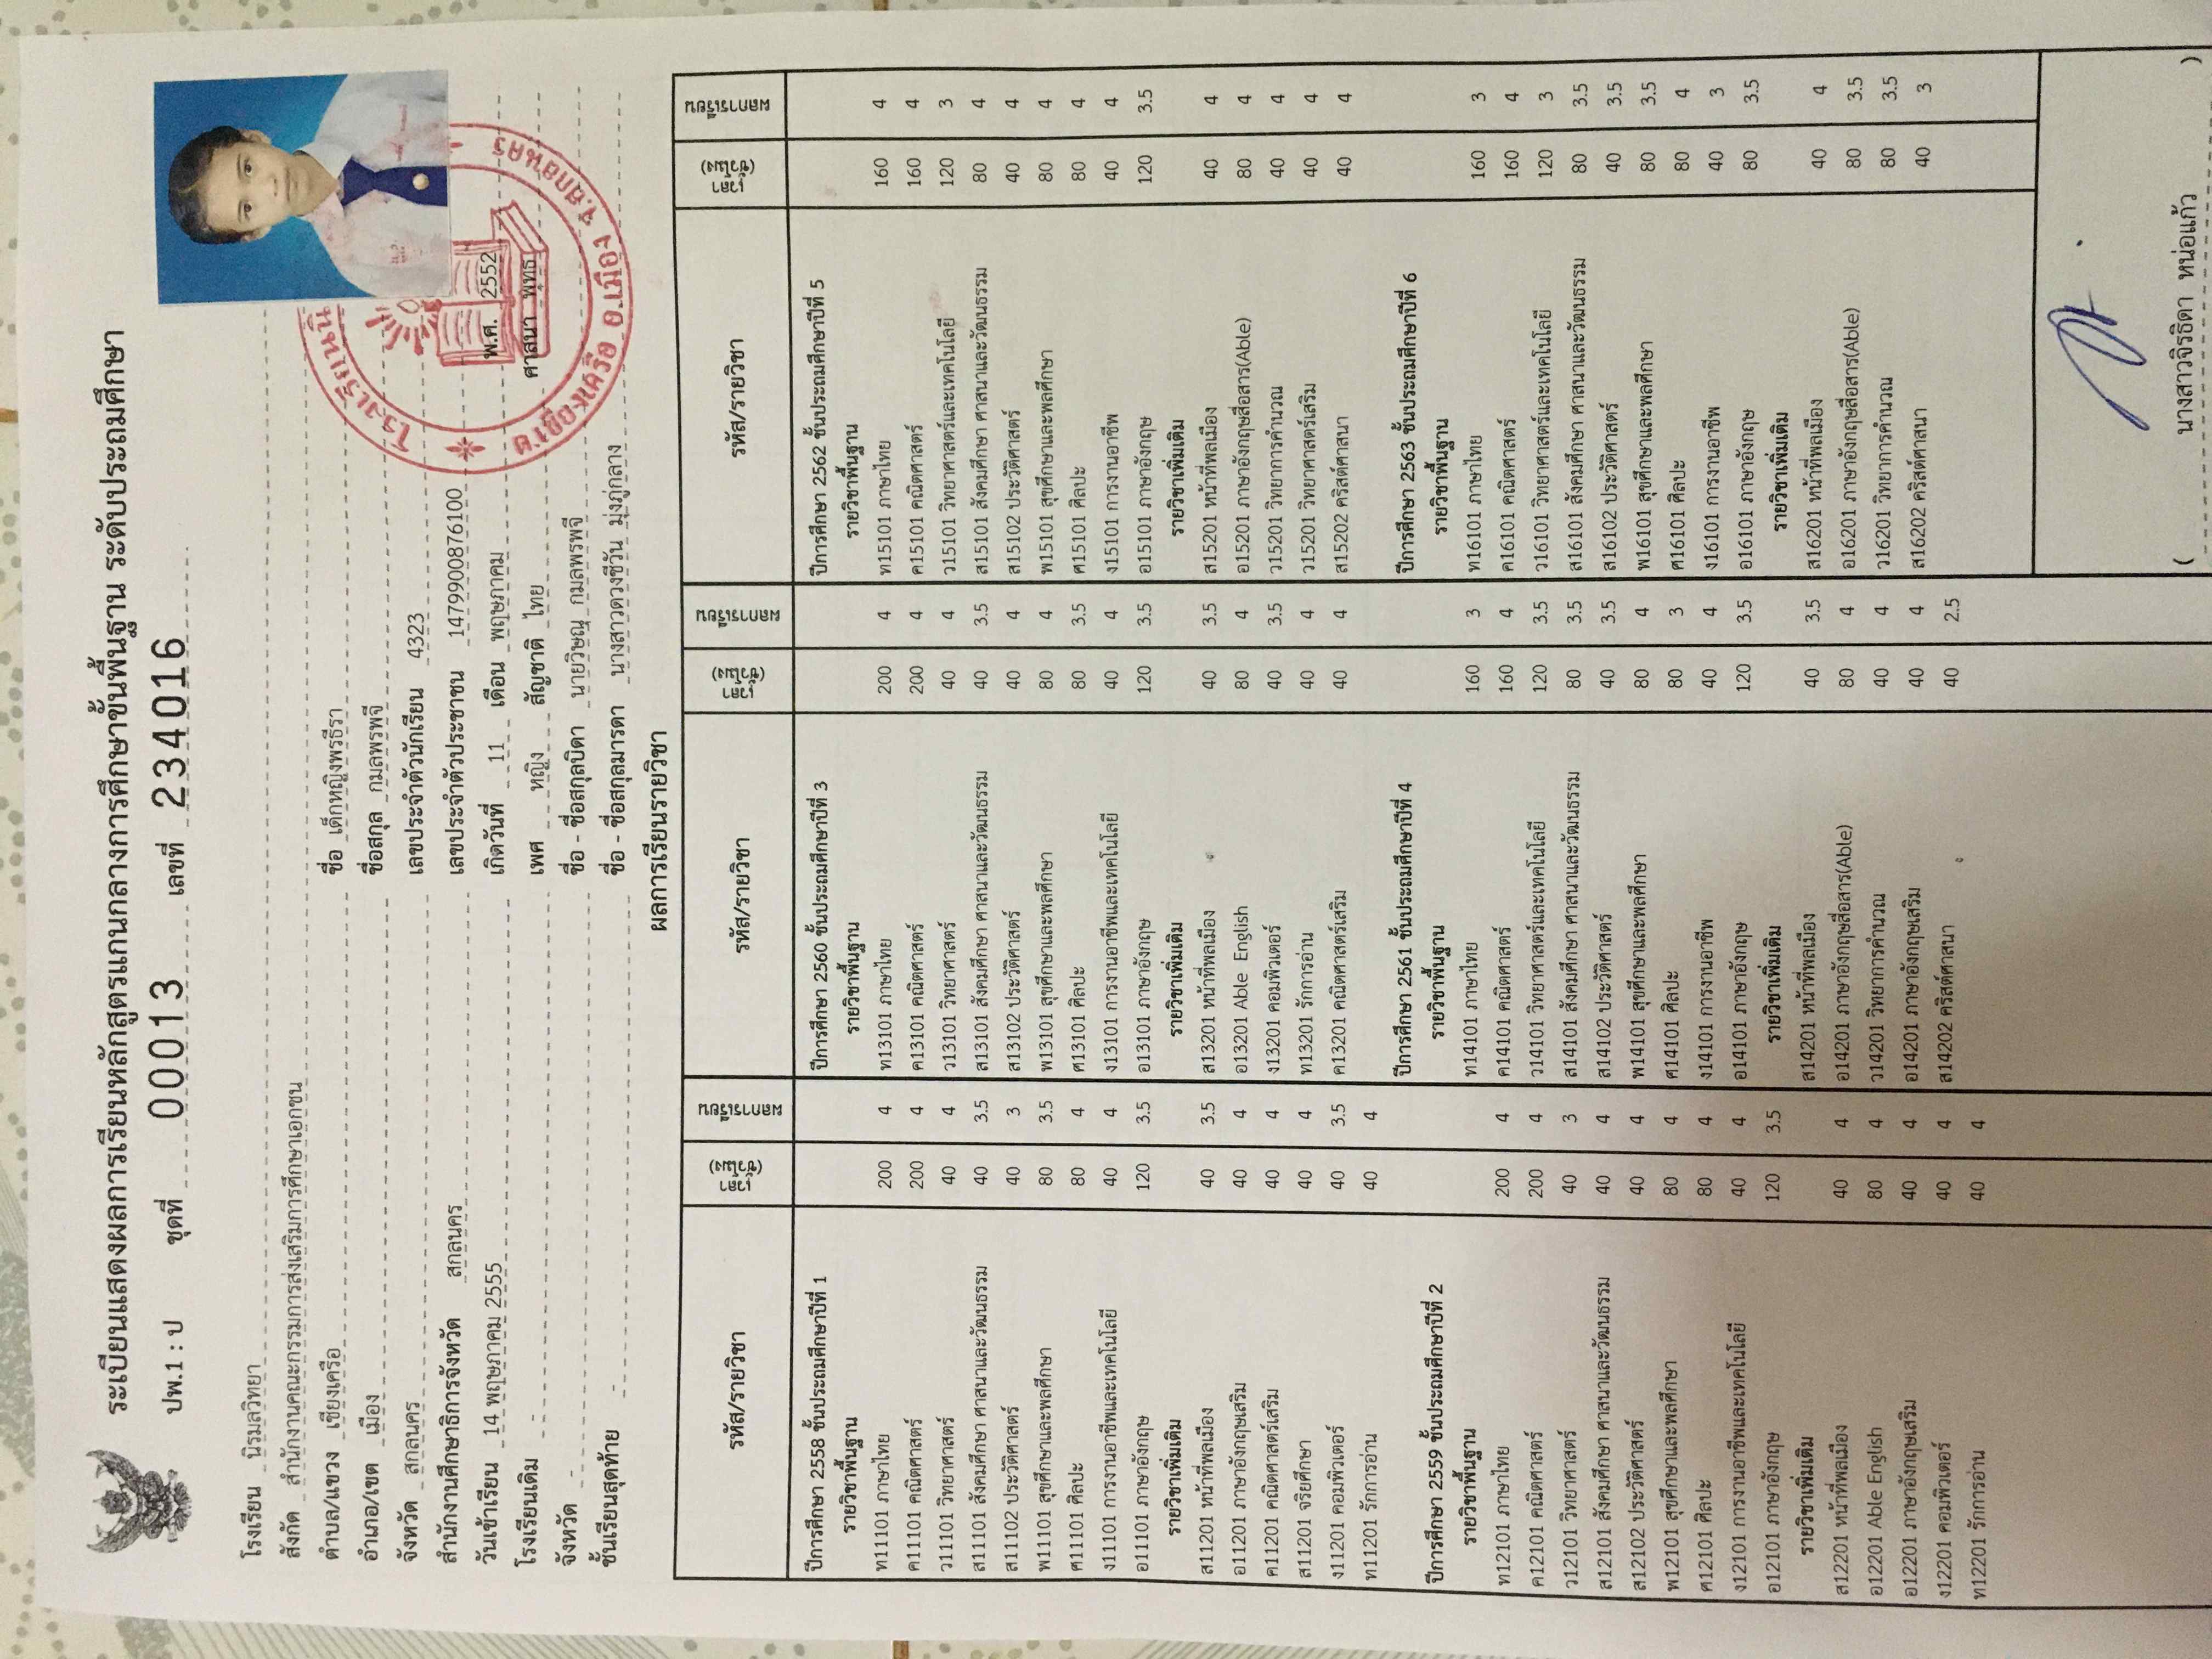 ระเบียนแสดงผลการเรียนหลักสูตรแกนกลางการศึกษาขั้นพื้นฐาน ระดับประถมศึกษา
ปพ.1 : ป ชุดที่ 00013 เลขที่ 234016
โรงเรียน นิรมลวิทยา
สังกัด สำนักงานคณะกรรมการส่งเสริมการศึกษาเอกชน
ตำบล/แขวง เชียงเครือ
อำเภอ/เขต เมือง
จังหวัด สกลนคร
สำนักงานศึกษาธิการจังหวัด สกลนคร
วันเข้าเรียน 14 พฤษภาคม 2555
โรงเรียนเดิม -
จังหวัด -
ชั้นเรียนสุดท้าย -
ชื่อ เด็กหญิงพรธีรา
ชื่อสกุล กมลพรพจี
เลขประจำตัวนักเรียน 4323
เลขประจำตัวประชาชน 1479900876100
เกิดวันที่ 11 เดือน พฤษภาคม พ.ศ. 2552
เพศ หญิง สัญชาติ ไทย ศาสนา พุทธ
ชื่อ - ชื่อสกุลบิดา นายวิษณุ กมลพรพจี
ชื่อ - ชื่อสกุลมารดา นางสาวดวงชีวัน มุ่งภู่กลาง
ต.เชียงเครือ อ.เมือง จ.สกลนคร
ผลการเรียนรายวิชา
รหัส/รายวิชา เวลา (ชั่วโมง) ผลการเรียน
ปีการศึกษา 2558 ชั้นประถมศึกษาปีที่ 1
รายวิชาพื้นฐาน
ท11101 ภาษาไทย 200 4
ค11101 คณิตศาสตร์ 200 4
ว11101 วิทยาศาสตร์ 40 4
ส11101 สังคมศึกษา ศาสนาและวัฒนธรรม 40 3.5
ส11102 ประวัติศาสตร์ 40 3
พ11101 สุขศึกษาและพลศึกษา 80 3.5
ศ11101 ศิลปะ 80 4
ง11101 การงานอาชีพและเทคโนโลยี 40 4
อ11101 ภาษาอังกฤษ 120 3.5
รายวิชาเพิ่มเติม
ส11201 หน้าที่พลเมือง 40 3.5
อ11201 ภาษาอังกฤษเสริม 40 4
ค11201 คณิตศาสตร์เสริม 40 4
ส11201 จริยศึกษา 40 4
ง11201 คอมพิวเตอร์ 40 3.5
ท11201 รักการอ่าน 40 4
ปีการศึกษา 2559 ชั้นประถมศึกษาปีที่ 2
รายวิชาพื้นฐาน
ท12101 ภาษาไทย 200 4
ค12101 คณิตศาสตร์ 200 4
ว12101 วิทยาศาสตร์ 40 3
ส12101 สังคมศึกษา ศาสนาและวัฒนธรรม 40 4
ส12102 ประวัติศาสตร์ 40 4
พ12101 สุขศึกษาและพลศึกษา 80 4
ศ12101 ศิลปะ 80 4
ง12101 การงานอาชีพและเทคโนโลยี 40 4
อ12101 ภาษาอังกฤษ 120 3.5
รายวิชาเพิ่มเติม
ส12201 หน้าที่พลเมือง 40 4
อ12201 Able English 80 4
อ12201 ภาษาอังกฤษเสริม 40 4
ง12201 คอมพิวเตอร์ 40 4
ท12201 รักการอ่าน 40 4
รหัส/รายวิชา เวลา (ชั่วโมง) ผลการเรียน
ปีการศึกษา 2560 ชั้นประถมศึกษาปีที่ 3
รายวิชาพื้นฐาน
ท13101 ภาษาไทย 200 4
ค13101 คณิตศาสตร์ 200 4
ว13101 วิทยาศาสตร์ 40 4
ส13101 สังคมศึกษา ศาสนาและวัฒนธรรม 40 3.5
ส13102 ประวัติศาสตร์ 40 4
พ13101 สุขศึกษาและพลศึกษา 80 4
ศ13101 ศิลปะ 80 3.5
ง13101 การงานอาชีพและเทคโนโลยี 40 4
อ13101 ภาษาอังกฤษ 120 3.5
รายวิชาเพิ่มเติม
ส13201 หน้าที่พลเมือง 40 3.5
อ13201 Able English 80 4
ง13201 คอมพิวเตอร์ 40 3.5
ท13201 รักการอ่าน 40 4
ค13201 คณิตศาสตร์เสริม 40 4
ปีการศึกษา 2561 ชั้นประถมศึกษาปีที่ 4
รายวิชาพื้นฐาน
ท14101 ภาษาไทย 160 3
ค14101 คณิตศาสตร์ 160 4
ว14101 วิทยาศาสตร์และเทคโนโลยี 120 3.5
ส14101 สังคมศึกษา ศาสนาและวัฒนธรรม 80 3.5
ส14102 ประวัติศาสตร์ 40 3.5
พ14101 สุขศึกษาและพลศึกษา 80 4
ศ14101 ศิลปะ 80 3
ง14101 การงานอาชีพ 40 4
อ14101 ภาษาอังกฤษ 120 3.5
รายวิชาเพิ่มเติม
ส14201 หน้าที่พลเมือง 40 3.5
อ14201 ภาษาอังกฤษสื่อสาร(Able) 80 4
ว14201 วิทยาการคำนวณ 40 4
อ14201 ภาษาอังกฤษเสริม 40 4
ส14202 คริสต์ศาสนา 40 2.5
รหัส/รายวิชา เวลา (ชั่วโมง) ผลการเรียน
ปีการศึกษา 2562 ชั้นประถมศึกษาปีที่ 5
รายวิชาพื้นฐาน
ท15101 ภาษาไทย 160 4
ค15101 คณิตศาสตร์ 160 4
ว15101 วิทยาศาสตร์และเทคโนโลยี 120 3
ส15101 สังคมศึกษา ศาสนาและวัฒนธรรม 80 4
ส15102 ประวัติศาสตร์ 40 4
พ15101 สุขศึกษาและพลศึกษา 80 4
ศ15101 ศิลปะ 80 4
ง15101 การงานอาชีพ 40 4
อ15101 ภาษาอังกฤษ 120 3.5
รายวิชาเพิ่มเติม
ส15201 หน้าที่พลเมือง 40 4
อ15201 ภาษาอังกฤษสื่อสาร(Able) 80 4
ว15201 วิทยาการคำนวณ 40 4
ว15201 วิทยาศาสตร์เสริม 40 4
ส15202 คริสต์ศาสนา 40 4
ปีการศึกษา 2563 ชั้นประถมศึกษาปีที่ 6
รายวิชาพื้นฐาน
ท16101 ภาษาไทย 160 3
ค16101 คณิตศาสตร์ 160 4
ว16101 วิทยาศาสตร์และเทคโนโลยี 120 3
ส16101 สังคมศึกษา ศาสนาและวัฒนธรรม 80 3.5
ส16102 ประวัติศาสตร์ 40 3.5
พ16101 สุขศึกษาและพลศึกษา 80 3.5
ศ16101 ศิลปะ 80 4
ง16101 การงานอาชีพ 40 3
อ16101 ภาษาอังกฤษ 80 3.5
รายวิชาเพิ่มเติม
ส16201 หน้าที่พลเมือง 40 4
อ16201 ภาษาอังกฤษสื่อสาร(Able) 80 3.5
ว16201 วิทยาการคำนวณ 80 3.5
ส16202 คริสต์ศาสนา 40 3
( นางสาวจิรธิดา หน่อแก้ว )